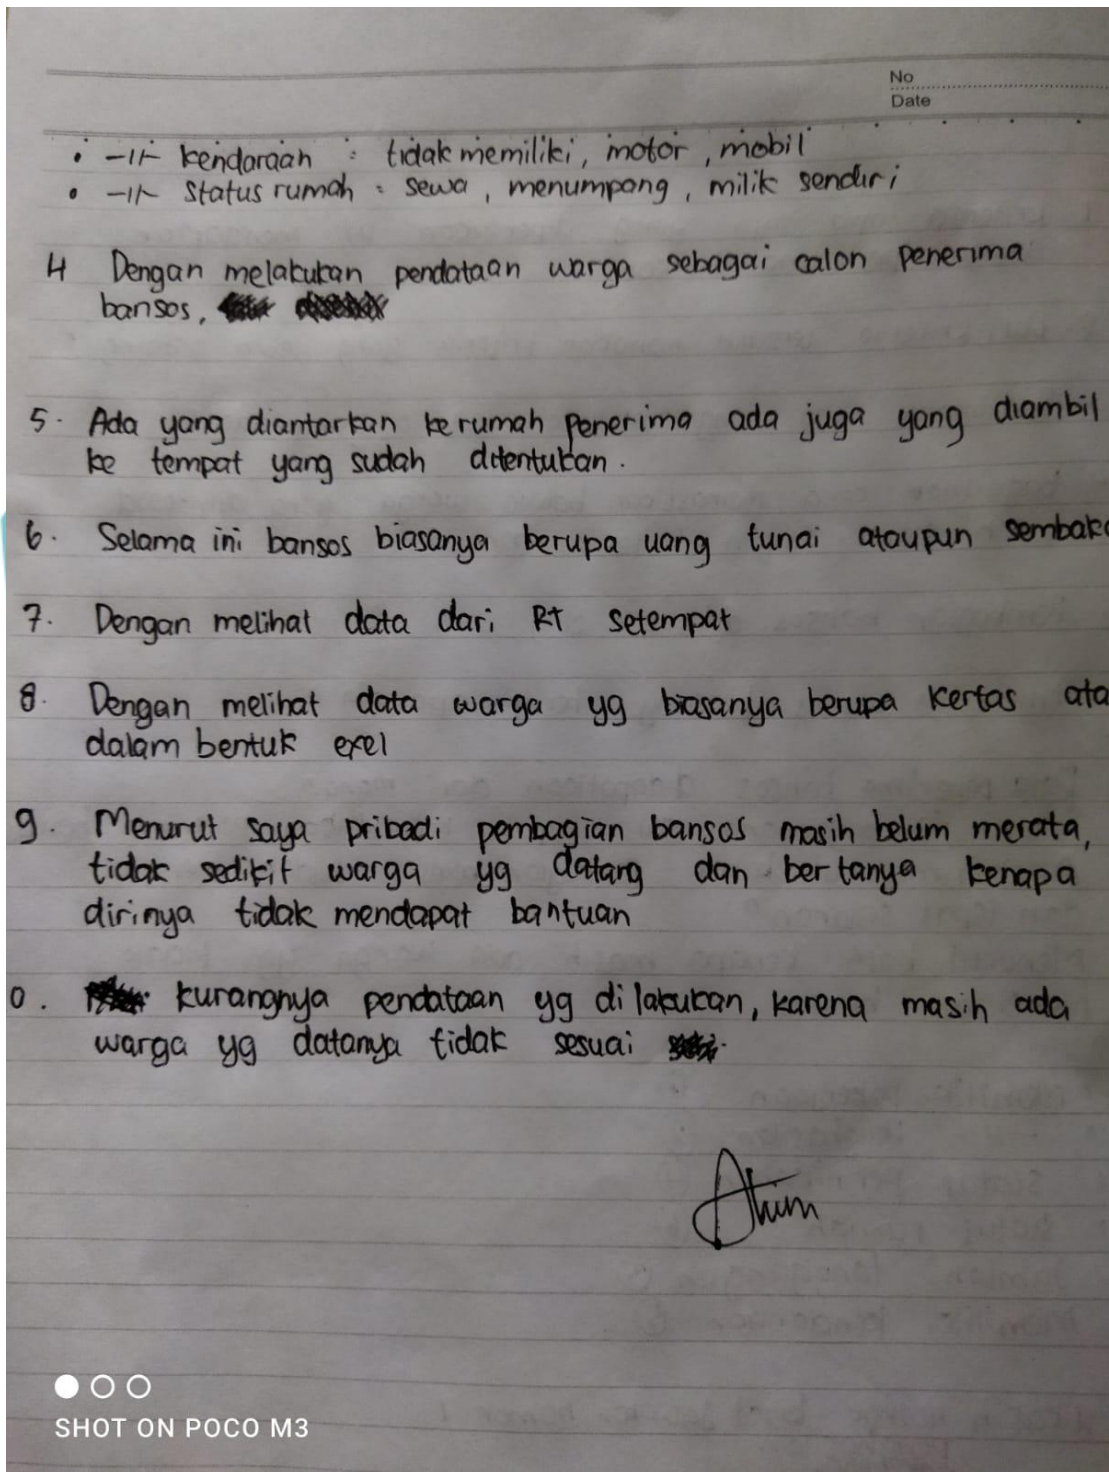 No
Date
• -11- kendaraan : tidak memiliki, motor, mobil
• -11- status rumah : sewa, menumpang, milik sendiri
4 Dengan melakukan pendataan warga sebagai calon penerima
bansos,
5. Ada yang diantarkan ke rumah penerima ada juga yang diambil
ke tempat yang sudah ditentukan.
6. Selama ini bansos biasanya berupa uang tunai ataupun sembako
7. Dengan melihat data dari RT setempat
8. Dengan melihat data warga yg biasanya berupa kertas ata
dalam bentuk exel
9. Menurut saya pribadi pembagian bansos masih belum merata,
tidak sedikit warga yg datang dan bertanya kenapa
dirinya tidak mendapat bantuan
0. kurangnya pendataan yg dilakukan, karena masih ada
warga yg datanya tidak sesuai
SHOT ON POCO M3